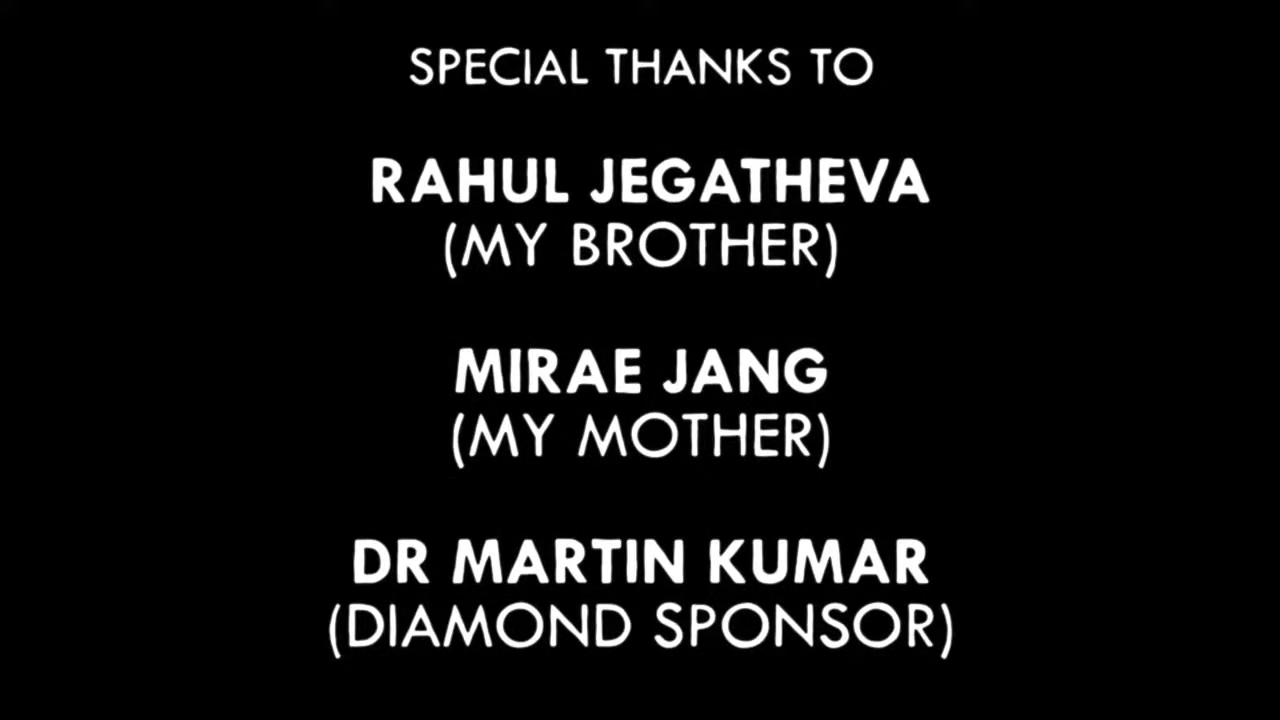 SPECIAL THANKS TO
RAHUL JEGATHEVA
(MY BROTHER)
MIRAE JANG
(MY MOTHER)
DR MARTIN KUMAR
(DIAMOND SPONSOR)